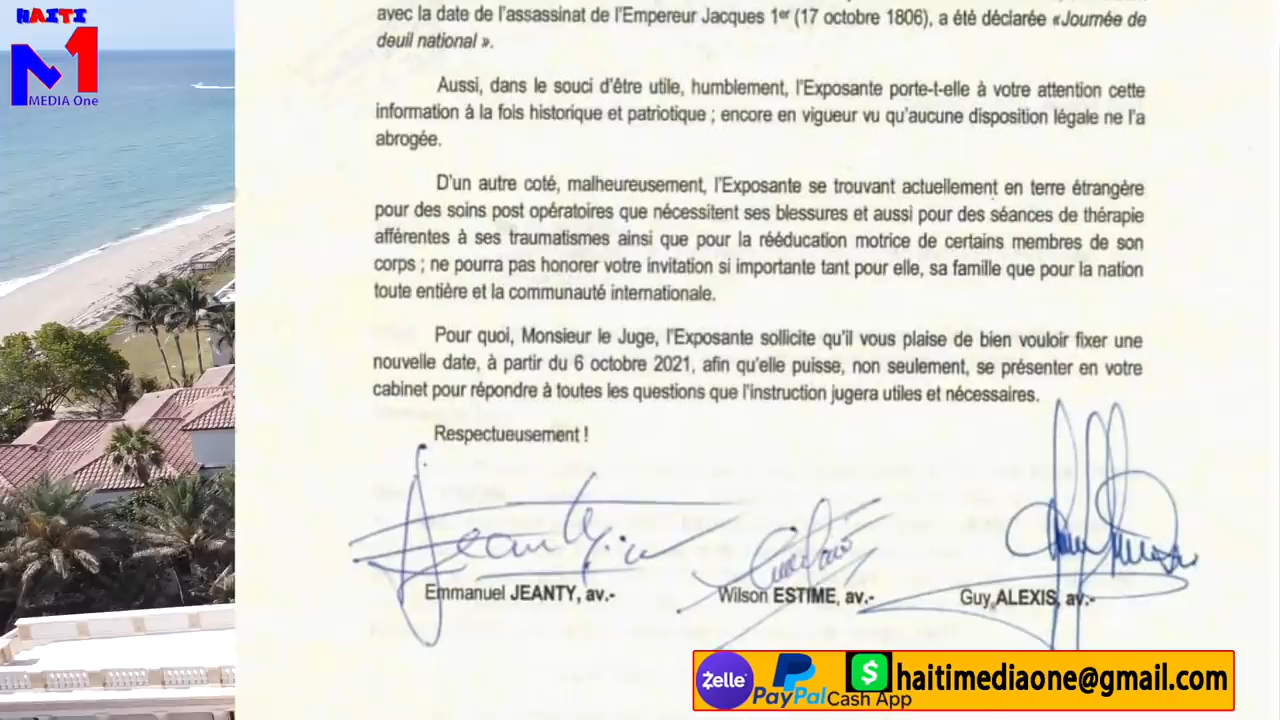 HAITI
M1
MEDIA One
avec la date de l'assassinat de l'Empereur Jacques 1er (17 octobre 1806), a été déclarée «Journée de
deuil national ».
Aussi, dans le souci d'être utile, humblement, l'Exposante porte-t-elle à votre attention cette
information à la fois historique et patriotique ; encore en vigueur vu qu'aucune disposition légale ne l'a
abrogée.
D'un autre coté, malheureusement, l'Exposante se trouvant actuellement en terre étrangère
pour des soins post opératoires que nécessitent ses blessures et aussi pour des séances de thérapie
afférentes à ses traumatismes ainsi que pour la rééducation motrice de certains membres de son
corps ; ne pourra pas honorer votre invitation si importante tant pour elle, sa famille que pour la nation
toute entière et la communauté internationale.
Pour quoi, Monsieur le Juge, l'Exposante sollicite qu'il vous plaise de bien vouloir fixer une
nouvelle date, à partir du 6 octobre 2021, afin qu'elle puisse, non seulement, se présenter en votre
cabinet pour répondre à toutes les questions que l'instruction jugera utiles et nécessaires.
Respectueusement !
Emmanuel JEANTY, av.-
Wilson ESTIME, av.-
Guy ALEXIS, av.-
Zelle PayPal $ Cash App haitimediaone@gmail.com